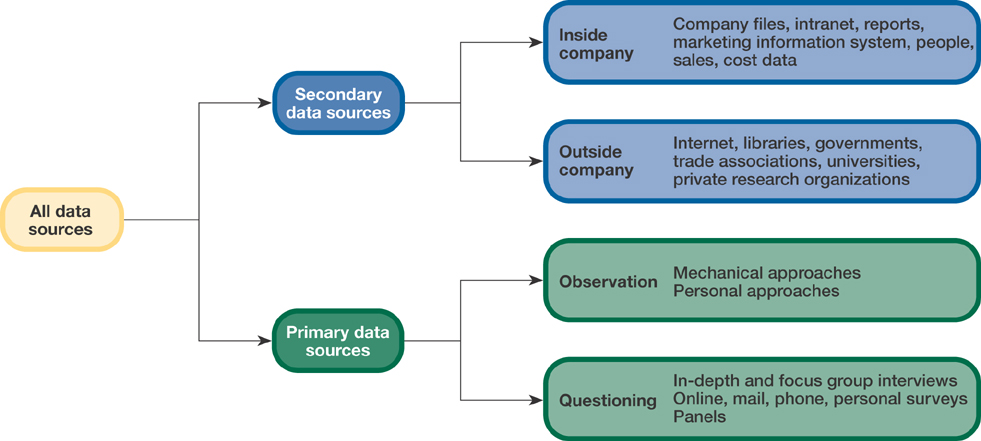 All data
sources
Secondary
data sources
Inside
company
Company files, intranet, reports,
marketing information system, people,
sales, cost data
Outside
company
Internet, libraries, governments,
trade associations, universities,
private research organizations
Primary data
sources
Observation
Mechanical approaches
Personal approaches
Questioning
In-depth and focus group interviews
Online, mail, phone, personal surveys
Panels